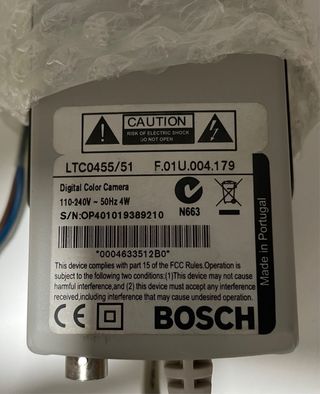 CAUTION
RISK OF ELECTRIC SHOCK
DO NOT OPEN
LTC0455/51 F.01U.004.179
Digital Color Camera
110-240V ~ 50Hz 4W
S/N:OP401019389210
N663
*0004633512B0*
This device complies with part 15 of the FCC Rules.Operation is
subject to the following two conditions:(1)This device may not cause
harmful interference,and (2) this device must accept any interference
received,including interference that may cause undesired operation.
CE BOSCH
Made in Portugal